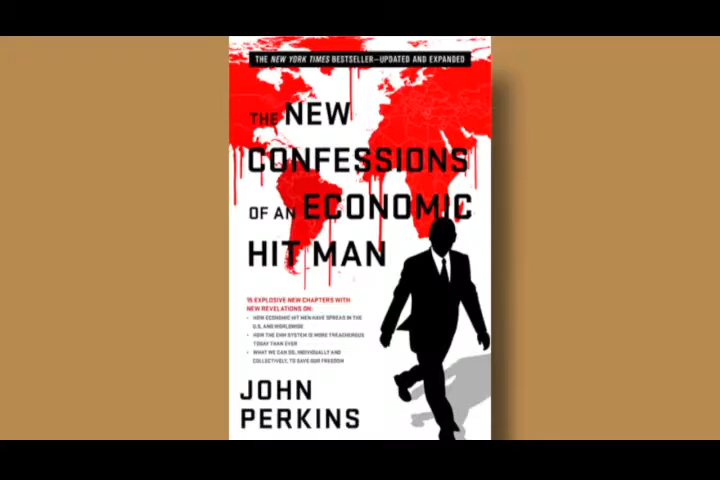 THE NEW YORK TIMES BESTSELLER—UPDATED AND EXPANDED
THE NEW
CONFESSIONS
OF AN ECONOMIC
HIT MAN
15 EXPLOSIVE NEW CHAPTERS WITH
NEW REVELATIONS ON:
• HOW ECONOMIC HIT MEN HAVE SPREAD IN THE
U.S. AND WORLDWIDE
• HOW THE EHM SYSTEM IS MORE TREACHEROUS
TODAY THAN EVER
• WHAT WE CAN DO, INDIVIDUALLY AND
COLLECTIVELY, TO SAVE OUR FREEDOM
JOHN
PERKINS